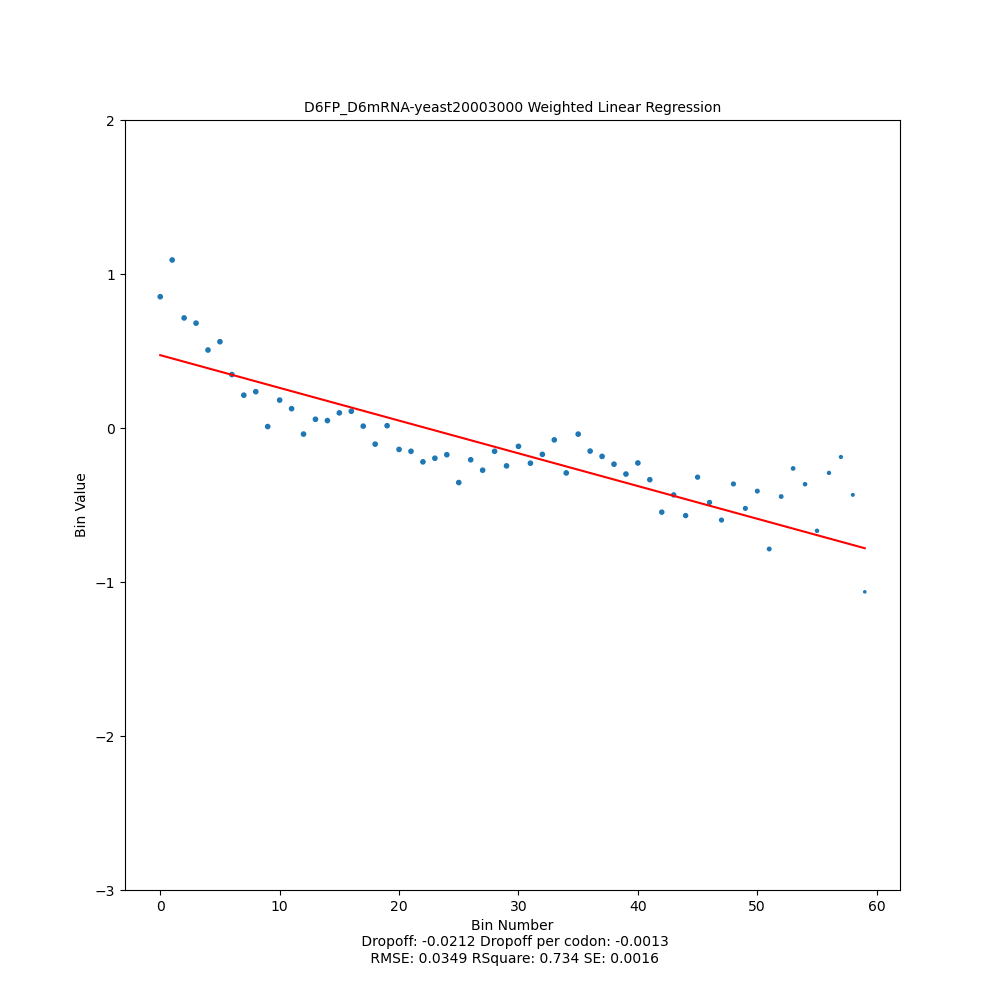 D6FP_D6mRNA-yeast20003000 Weighted Linear Regression
2
1
0
−1
−2
−3
Bin Value
0 10 20 30 40 50 60
Bin Number
Dropoff: -0.0212 Dropoff per codon: -0.0013
RMSE: 0.0349 RSquare: 0.734 SE: 0.0016